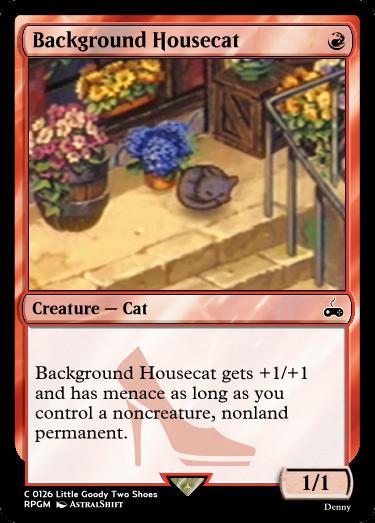 Background Housecat
Creature — Cat
Background Housecat gets +1/+1
and has menace as long as you
control a noncreature, nonland
permanent.
1/1
C 0126 Little Goody Two Shoes
RPGM AstralShift
Denny